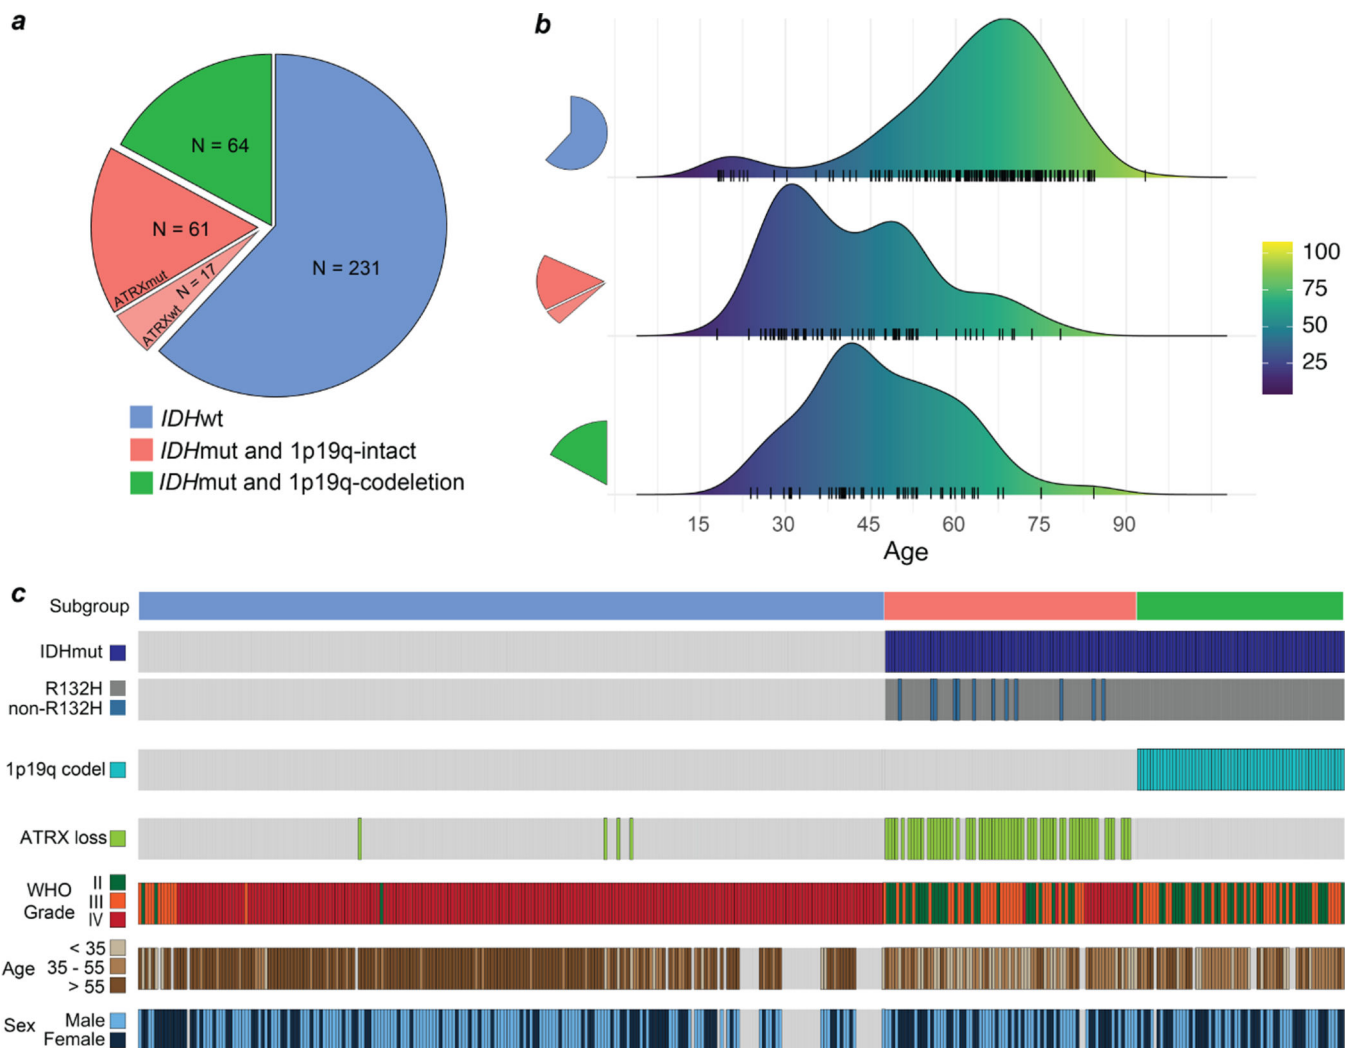 a
N = 64
N = 61
ATRXmut
N = 17
ATRXwt
N = 231
IDHwt
IDHmut and 1p19q-intact
IDHmut and 1p19q-codeletion
b
100
75
50
25
15 30 45 60 75 90
Age
c
Subgroup
IDHmut
R132H
non-R132H
1p19q codel
ATRX loss
WHO Grade
II
III
IV
Age
< 35
35 - 55
> 55
Sex
Male
Female